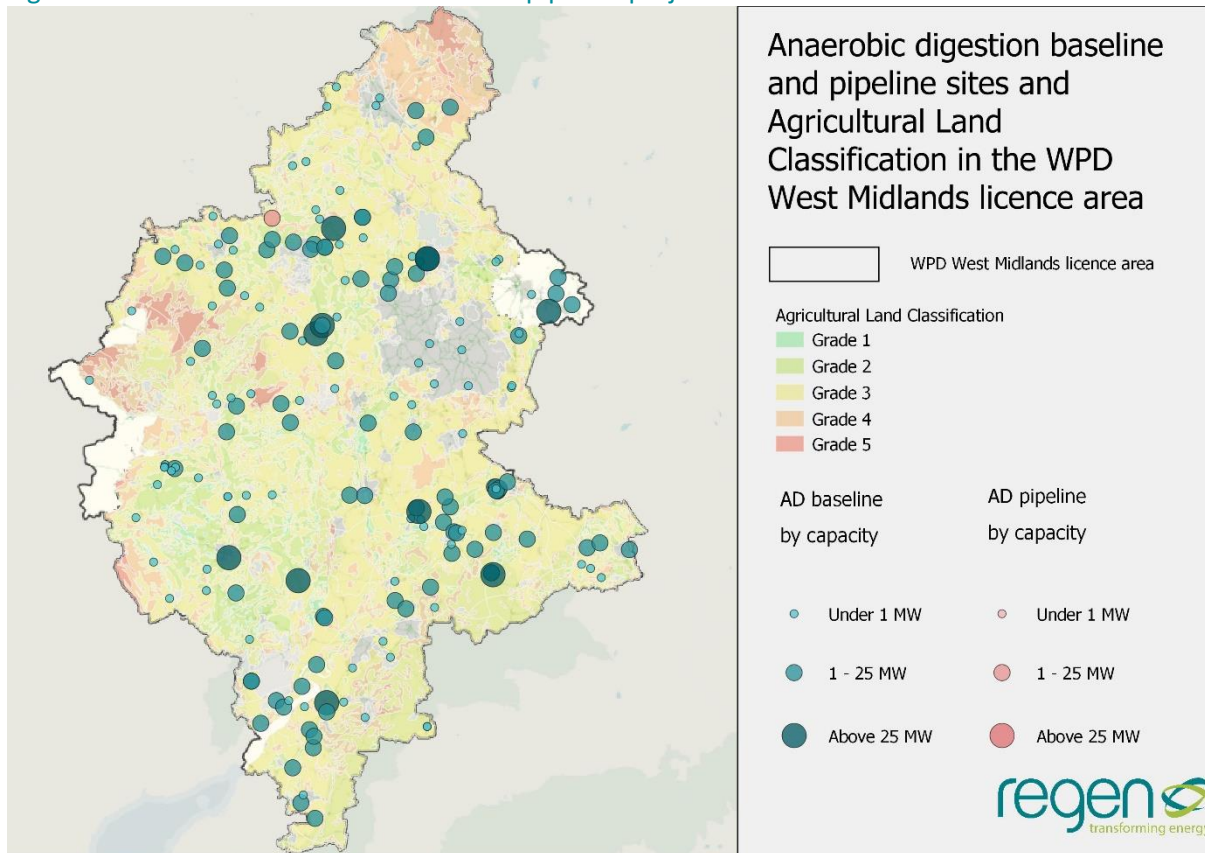 Anaerobic digestion baseline
and pipeline sites and
Agricultural Land
Classification in the WPD
West Midlands licence area
WPD West Midlands licence area
Agricultural Land Classification
Grade 1
Grade 2
Grade 3
Grade 4
Grade 5
AD baseline
by capacity
AD pipeline
by capacity
Under 1 MW
Under 1 MW
1 - 25 MW
1 - 25 MW
Above 25 MW
Above 25 MW
regen
transforming energy